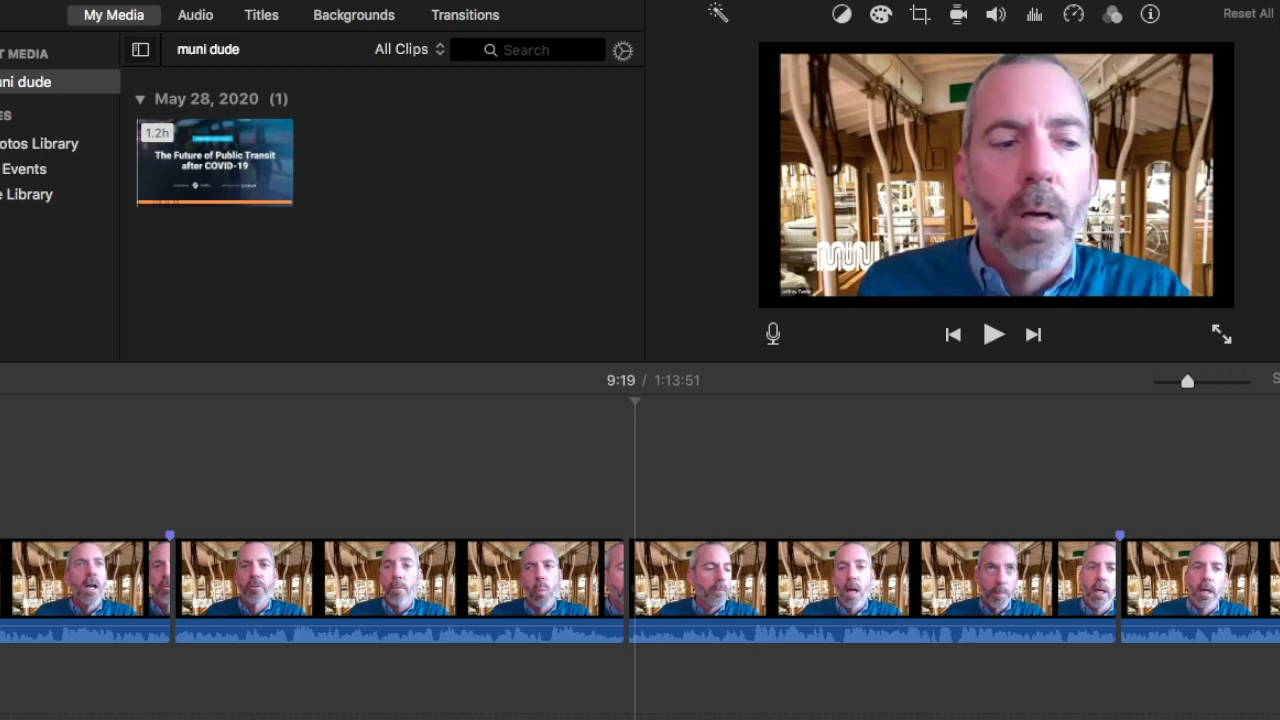 My Media
Audio
Titles
Backgrounds
Transitions
Reset All
T MEDIA
muni dude
All Clips
Search
uni dude
May 28, 2020 (1)
ES
otos Library
Events
e Library
1.2h
The Future of Public Transit
after COVID-19
MUNI
9:19 / 1:13:51
S